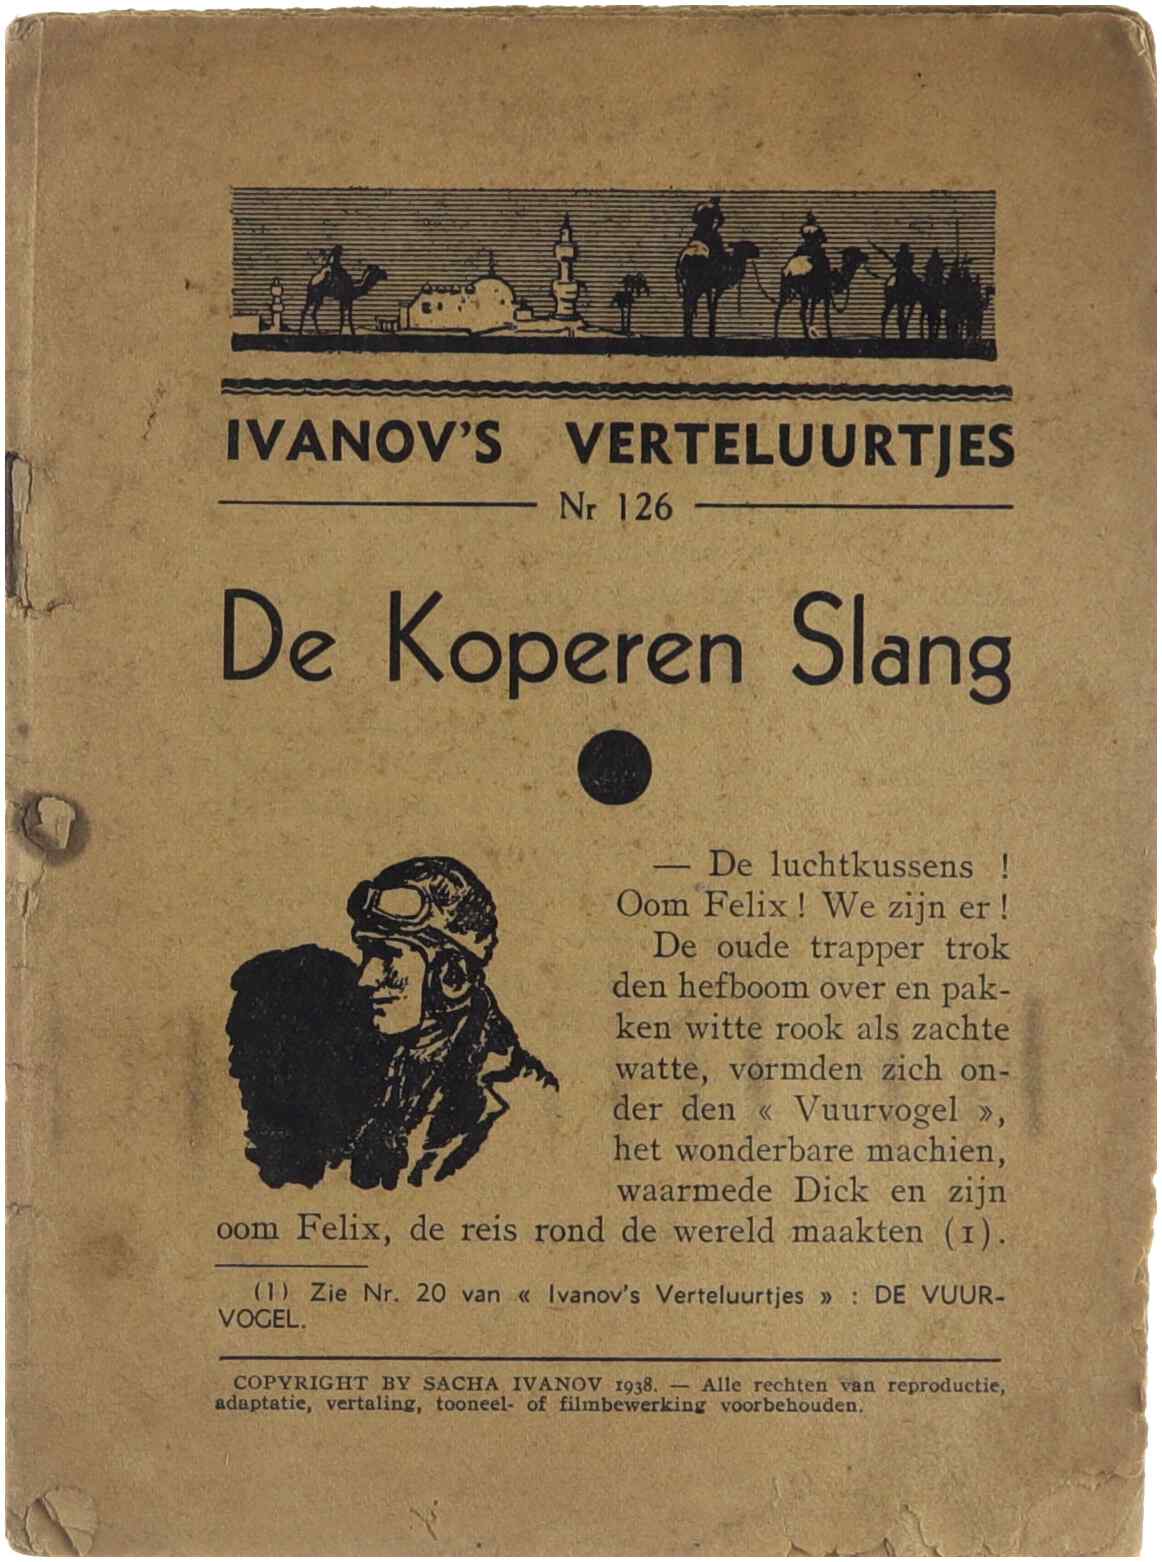 IVANOV'S VERTELUURTJES
Nr 126
De Koperen Slang
— De luchtkussens !
Oom Felix ! We zijn er !
De oude trapper trok
den hefboom over en pak-
ken witte rook als zachte
watte, vormden zich on-
der den « Vuurvogel »,
het wonderbare machien,
waarmede Dick en zijn
oom Felix, de reis rond de wereld maakten (1).
(1) Zie Nr. 20 van « Ivanov's Verteluurtjes » : DE VUUR-
VOGEL.
COPYRIGHT BY SACHA IVANOV 1938. — Alle rechten van reproductie,
adaptatie, vertaling, tooneel- of filmbewerking voorbehouden.